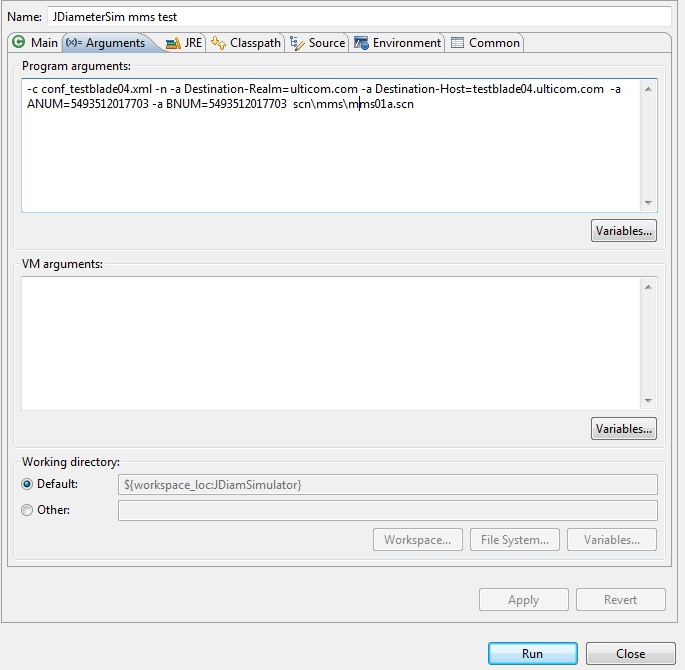 Name: JDiameterSim mms test
Main (x)= Arguments JRE Classpath Source Environment Common
Program arguments:
-c conf_testblade04.xml -n -a Destination-Realm=ulticom.com -a Destination-Host=testblade04.ulticom.com  -a
ANUM=5493512017703 -a BNUM=5493512017703  scn\mms\mms01a.scn
Variables...
VM arguments:
Variables...
Working directory:
Default: ${workspace_loc:JDiamSimulator}
Other:
Workspace... File System... Variables...
Apply Revert
Run Close